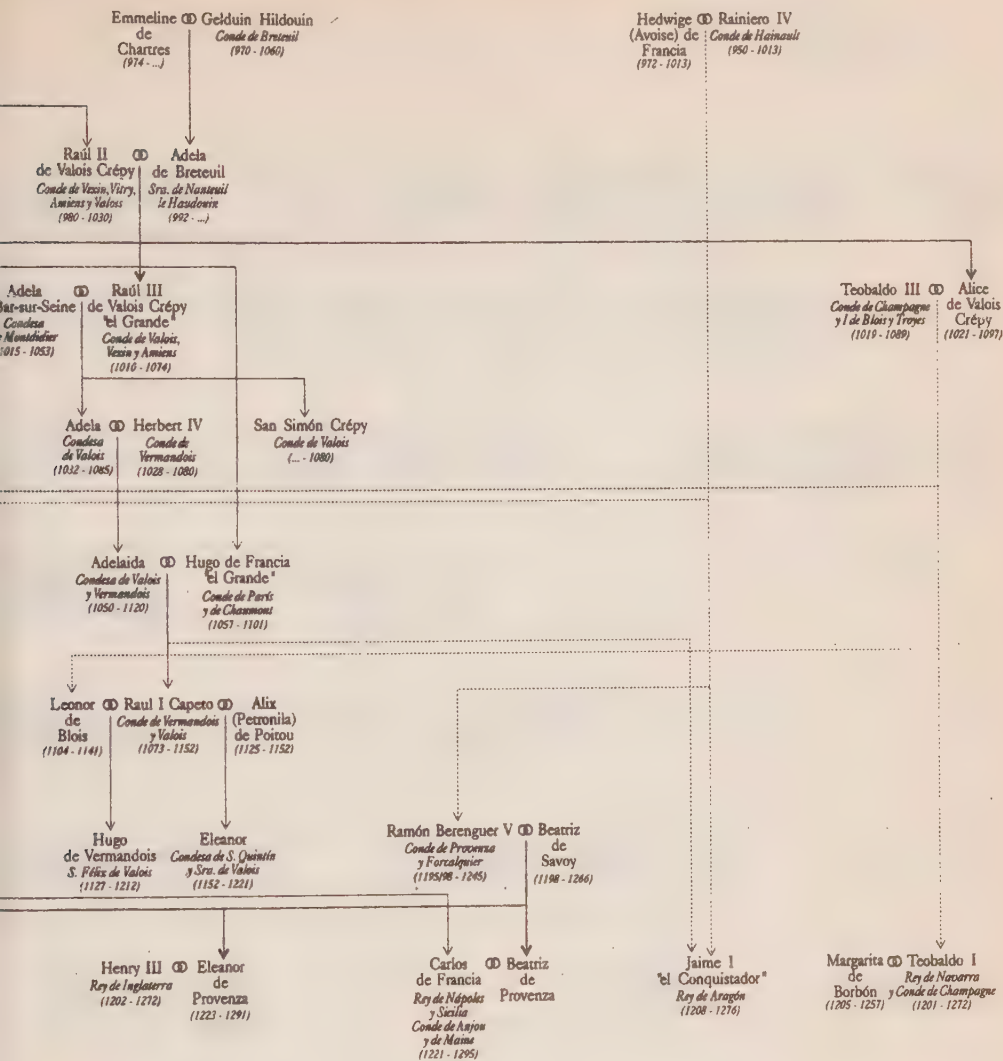 Emmeline ⚭ Gelduin Hildouin
de Conde de Breteuil
Chartres (970 - 1060)
(974 - ...)
Hedwige ⚭ Rainiero IV
(Avoise) de Conde de Hainault
Francia (950 - 1013)
(972 - 1013)
Raúl II ⚭ Adela
de Valois Crépy de Breteuil
Conde de Vexin, Vitry, Sra. de Nanteuil
Amiens y Valois le Haudouin
(980 - 1030) (992 - ...)
Adela ⚭ Raúl III
Bar-sur-Seine de Valois Crépy
Condesa "el Grande"
Montdidier Conde de Valois,
1015 - 1053) Vexin y Amiens
(1010 - 1074)
Teobaldo III ⚭ Alice
Conde de Champagne de Valois
y I de Blois y Troyes Crépy
(1019 - 1089) (1021 - 1097)
Adela ⚭ Herbert IV
Condesa Conde de
de Valois Vermandois
(1032 - 1085) (1028 - 1080)
San Simón Crépy
Conde de Valois
(... - 1080)
Adelaida ⚭ Hugo de Francia
Condesa de Valois "el Grande"
y Vermandois Conde de París
(1050 - 1120) y de Chaumont
(1057 - 1101)
Leonor ⚭ Raul I Capeto ⚭ Alix
de Conde de Vermandois (Petronila)
Blois y Valois de Poitou
(1104 - 1141) (1073 - 1152) (1125 - 1152)
Hugo Eleanor
de Vermandois Condesa de S. Quintín
S. Félix de Valois y Sra. de Valois
(1127 - 1212) (1152 - 1221)
Ramón Berenguer V ⚭ Beatriz
Conde de Provenza de
y Forcalquier Savoy
(1195/98 - 1245) (1198 - 1266)
Henry III ⚭ Eleanor
Rey de Inglaterra de
(1202 - 1272) Provenza
(1223 - 1291)
Carlos ⚭ Beatriz
de Francia de
Rey de Nápoles Provenza
y Sicilia
Conde de Anjou
y de Maine
(1221 - 1295)
Jaime I
"el Conquistador"
Rey de Aragón
(1208 - 1276)
Margarita ⚭ Teobaldo I
de Rey de Navarra
Borbón y Conde de Champagne
(1205 - 1257) (1201 - 1272)